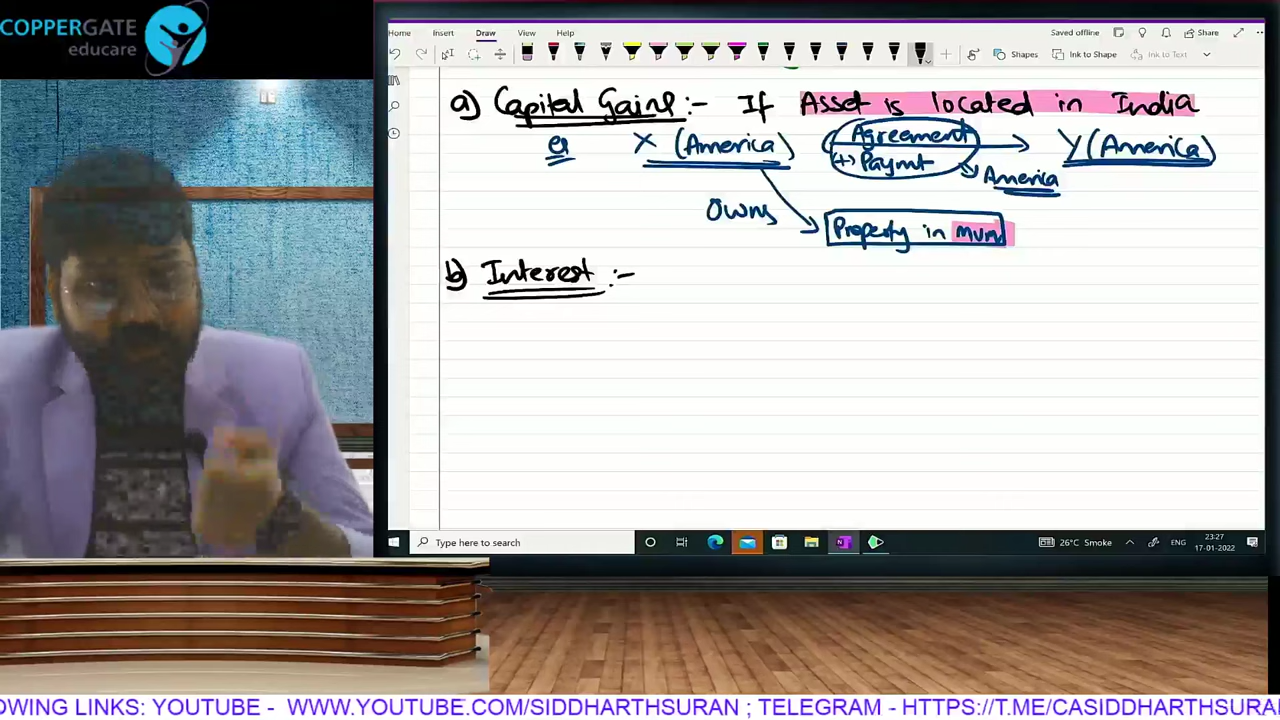 COPPERGATE
educare
Home Insert Draw View Help Saved offline Share
Shapes Ink to Shape Ink to Text
a) Capital Gains :- If Asset is located in India
eg X (America) Agreement Y (America)
(+) Paymt America
Owns Property in mum
b) Interest :-
Type here to search 26°C Smoke ENG 23:27
17-01-2022
OWING LINKS: YOUTUBE - WWW.YOUTUBE.COM/SIDDHARTHSURAN ; TELEGRAM - HTTPS://T.ME/CASIDDHARTHSURA